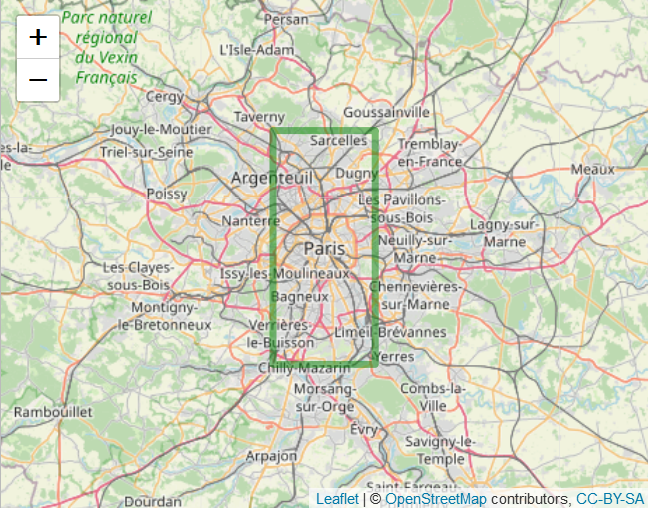 Parc naturel
régional
du Vexin
Français
Persan
L'Isle-Adam
+
−
Cergy
Taverny
Goussainville
Jouy-le-Moutier
Sarcelles
Tremblay-
en-France
es-la-
Triel-sur-Seine
Meaux
Argenteuil
Dugny
Poissy
Les Pavillons-
sous-Bois
Nanterre
Lagny-sur-
Marne
Paris
Neuilly-sur-
Marne
Les Clayes-
sous-Bois
Issy-les-Moulineaux
Chennevières-
sur-Marne
Bagneux
Montigny-
le-Bretonneux
Verrières-
le-Buisson
Limeil-Brévannes
Yerres
Chilly-Mazarin
Morsang-
sur-Orge
Combs-la-
Ville
Rambouillet
Évry
Savigny-le-
Temple
Arpajon
Saint-Fargeau-
Dourdan
Leaflet | © OpenStreetMap contributors, CC-BY-SA